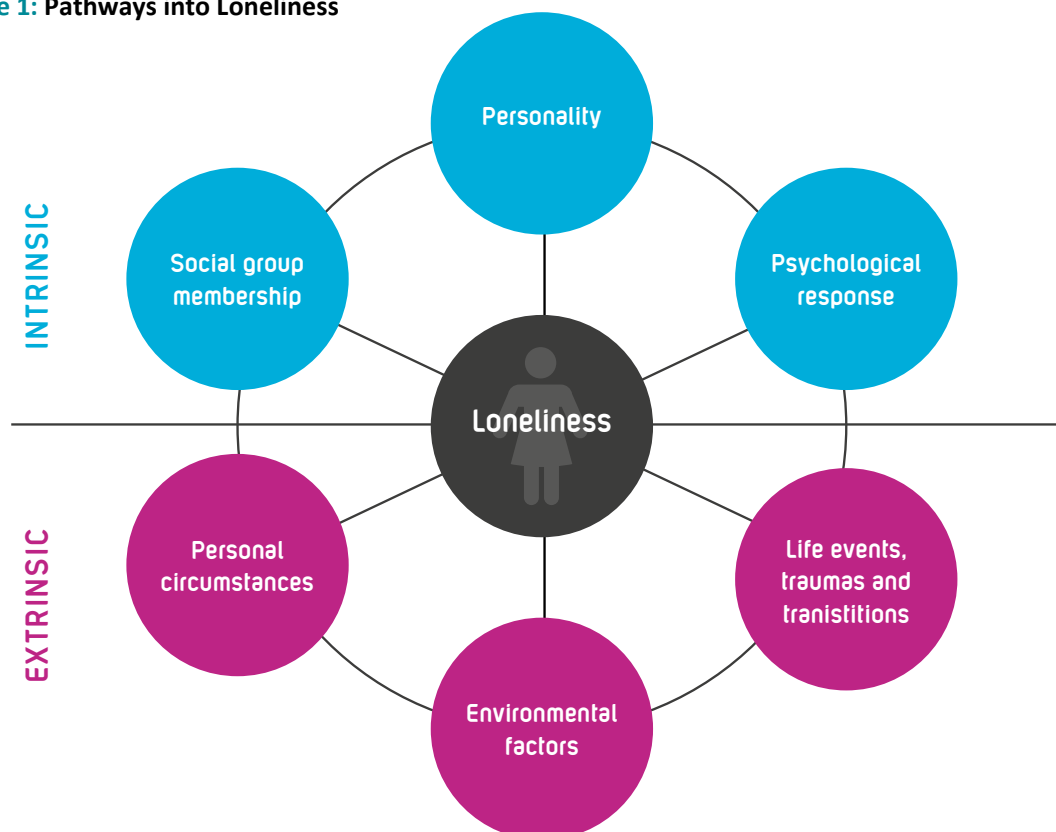 e 1: Pathways into Loneliness
INTRINSIC
Personality
Social group
membership
Psychological
response
Loneliness
EXTRINSIC
Personal
circumstances
Life events,
traumas and
tranistitions
Environmental
factors